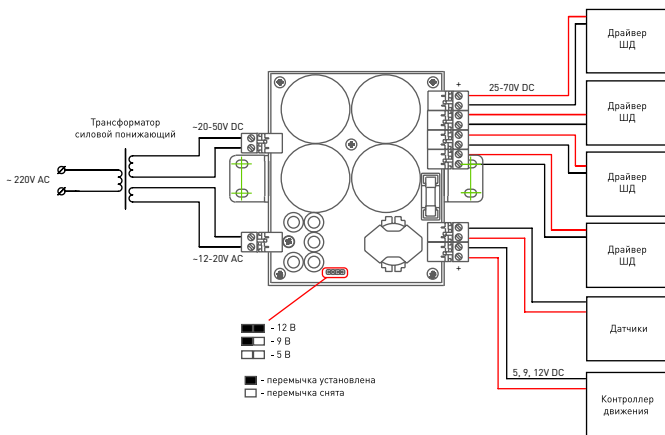 Драйвер
ШД
25-70V DC
+
Трансформатор
силовой понижающий
~20-50V DC
Драйвер
ШД
~ 220V AC
Драйвер
ШД
~12-20V AC
Драйвер
ШД
+
- 12 В
- 9 В
- 5 В
Датчики
5, 9, 12V DC
- перемычка установлена
- перемычка снята
Контроллер
движения